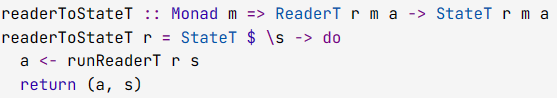 readerToStateT :: Monad m => ReaderT r m a -> StateT r m a
readerToStateT r = StateT $ \s -> do
  a <- runReaderT r s
  return (a, s)